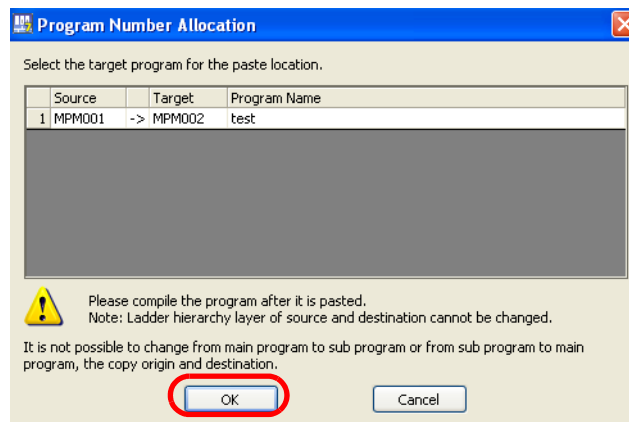 Program Number Allocation
Select the target program for the paste location.
Source Target Program Name
1 MPM001 -> MPM002 test
Please compile the program after it is pasted.
Note: Ladder hierarchy layer of source and destination cannot be changed.
It is not possible to change from main program to sub program or from sub program to main
program, the copy origin and destination.
OK Cancel